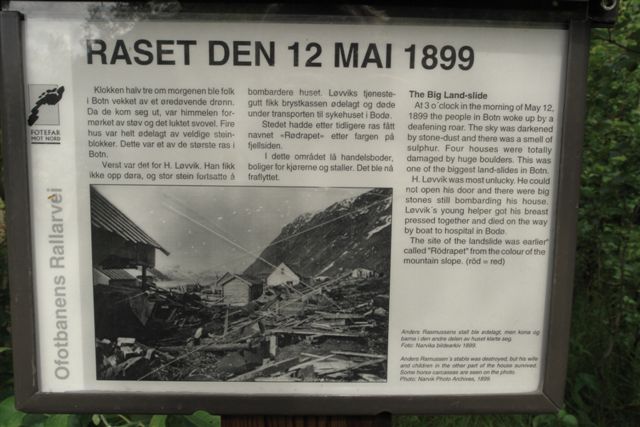 RASET DEN 12 MAI 1899
FOTEFAR
MOT NORD
Ofotbanens Rallarvei
Klokken halv tre om morgenen ble folk
i Botn vekket av et øredøvende drønn.
Da de kom seg ut, var himmelen for-
mørket av støv og det luktet svovel. Fire
hus var helt ødelagt av veldige stein-
blokker. Dette var et av de største ras i
Botn.
Verst var det for H. Løvvik. Han fikk
ikke opp døra, og stor stein fortsatte å
bombardere huset. Løvviks tjeneste-
gutt fikk brystkassen ødelagt og døde
under transporten til sykehuset i Bodø.
Stedet hadde etter tidligere ras fått
navnet «Rødrapet» etter fargen på
fjellsiden.
I dette området lå handelsboder,
boliger for kjørerne og staller. Det ble nå
fraflyttet.
The Big Land-slide
At 3 o'clock in the morning of May 12,
1899 the people in Botn woke up by a
deafening roar. The sky was darkened
by stone-dust and there was a smell of
sulphur. Four houses were totally
damaged by huge boulders. This was
one of the biggest land-slides in Botn.
H. Løvvik was most unlucky. He could
not open his door and there were big
stones still bombarding his house.
Løvvik's young helper got his breast
pressed together and died on the way
by boat to hospital in Bodø.
The site of the landslide was earlier
called "Rödrapet" from the colour of the
mountain slope. (röd = red)
Anders Rasmussens stall ble ødelagt, men kona og
barna i den andre delen av huset klarte seg.
Foto: Narvika bildearkiv 1899.
Anders Ramussen's stable was destroyed, but his wife
and children in the other part of the house survived.
Some horse carcasses are seen on the photo.
Photo: Narvik Photo Archives, 1899.